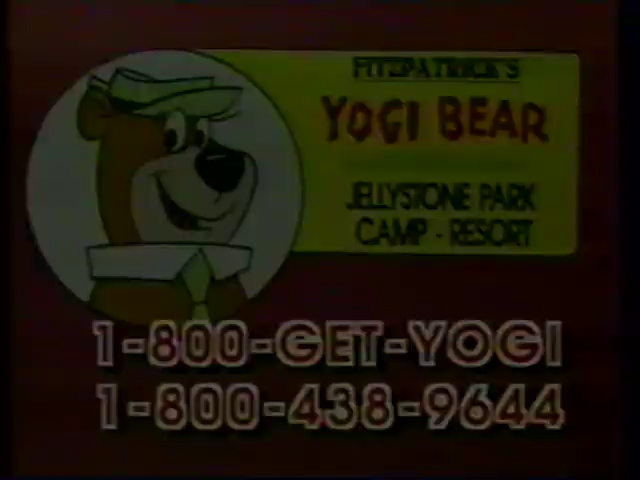 FITZPATRICK'S
YOGI BEAR
JELLYSTONE PARK
CAMP - RESORT
1-800-GET-YOGI
1-800-438-9644